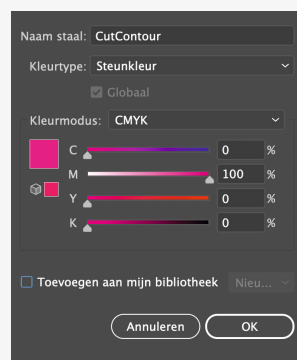 Naam staal: CutContour
Kleurtype: Steunkleur
Globaal
Kleurmodus: CMYK
C 0 %
M 100 %
Y 0 %
K 0 %
Toevoegen aan mijn bibliotheek Nieu...
Annuleren OK